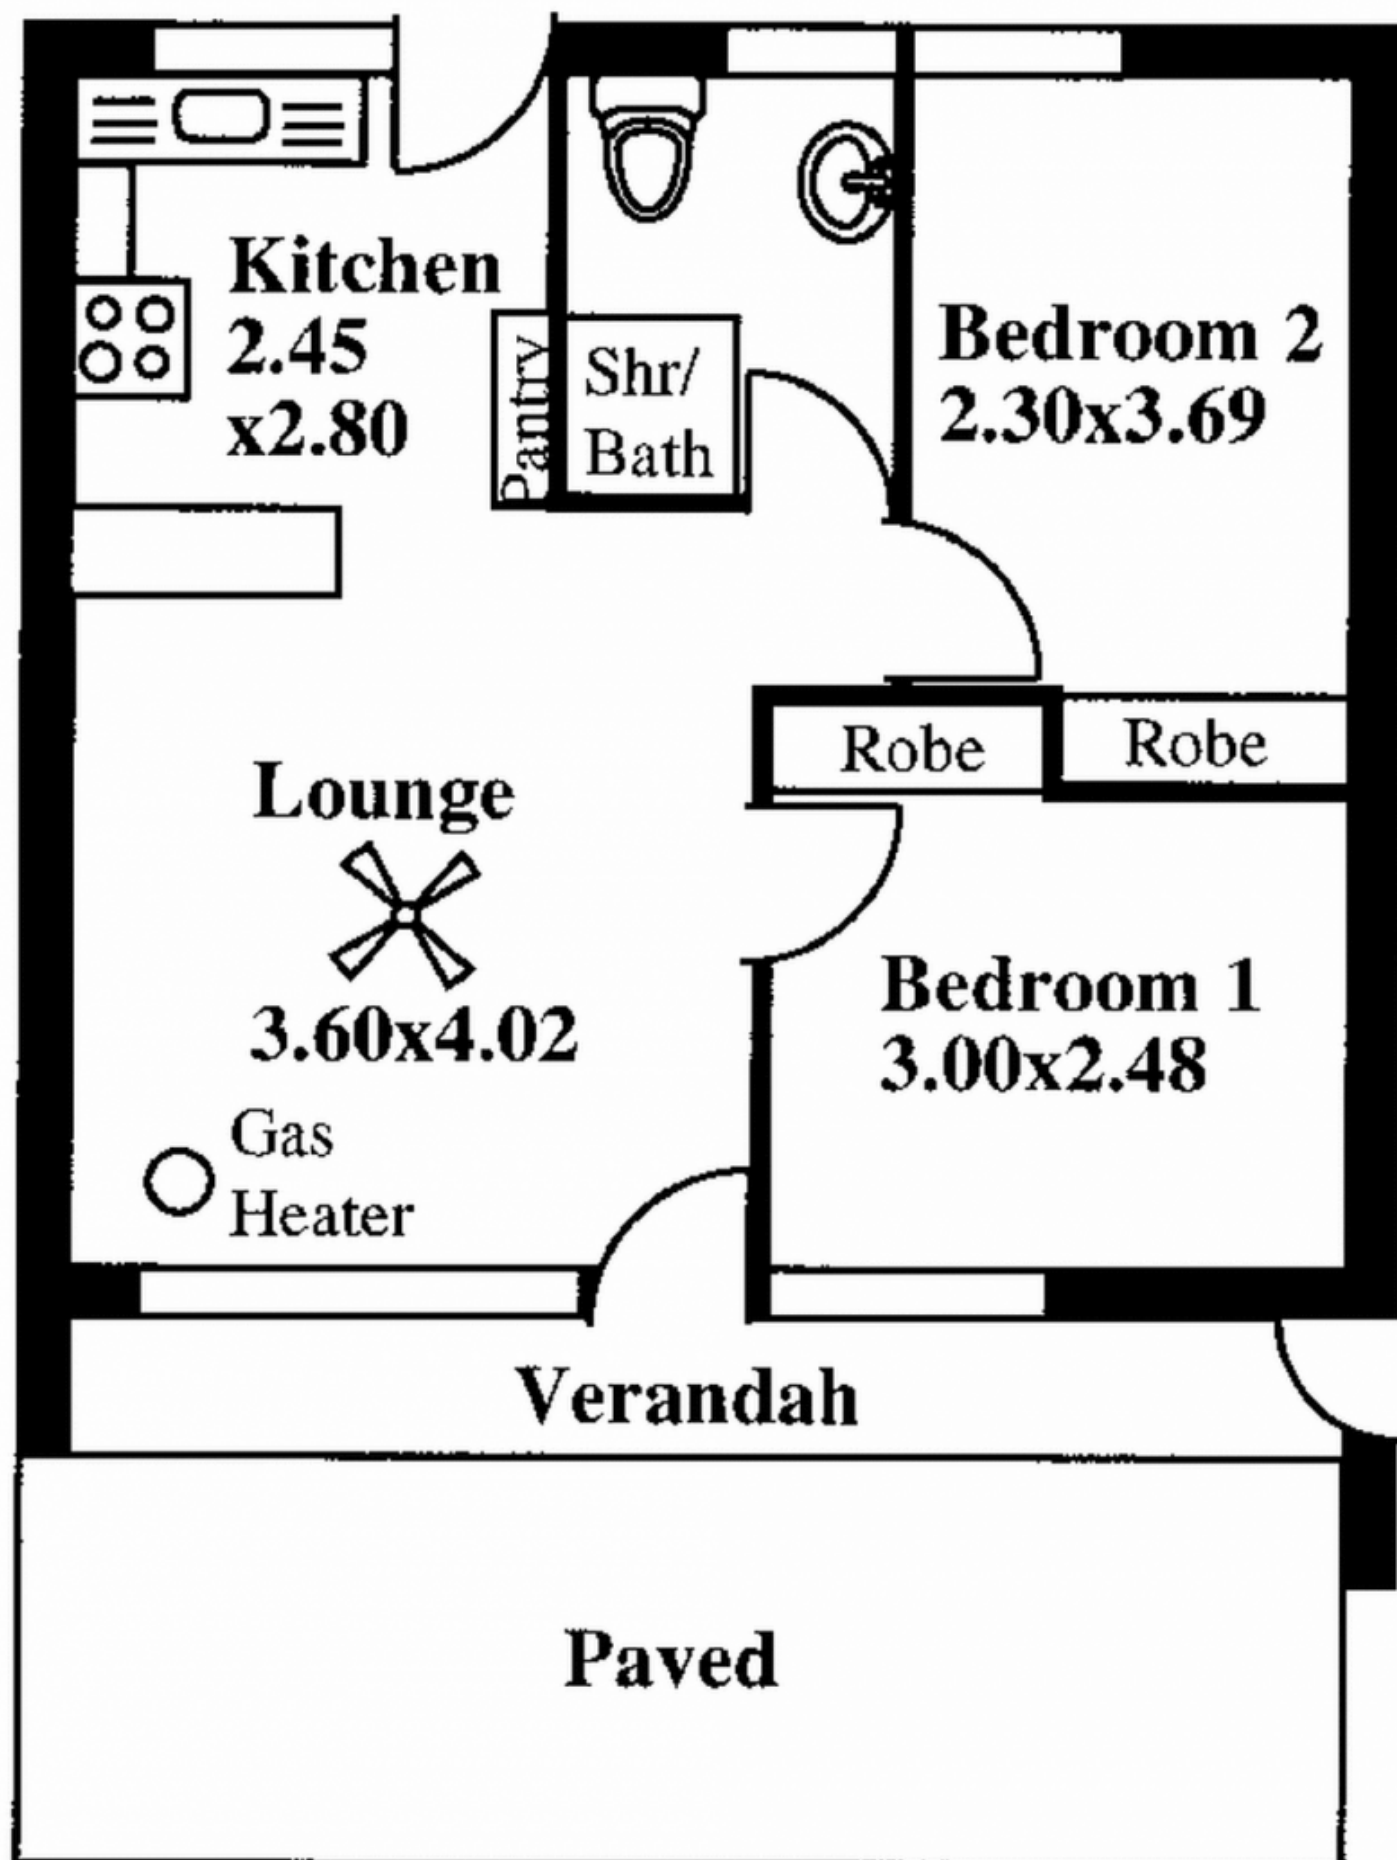 Kitchen
2.45
x2.80
Pantry
Shr/
Bath
Bedroom 2
2.30x3.69
Robe
Robe
Lounge
3.60x4.02
Gas
Heater
Bedroom 1
3.00x2.48
Verandah
Paved